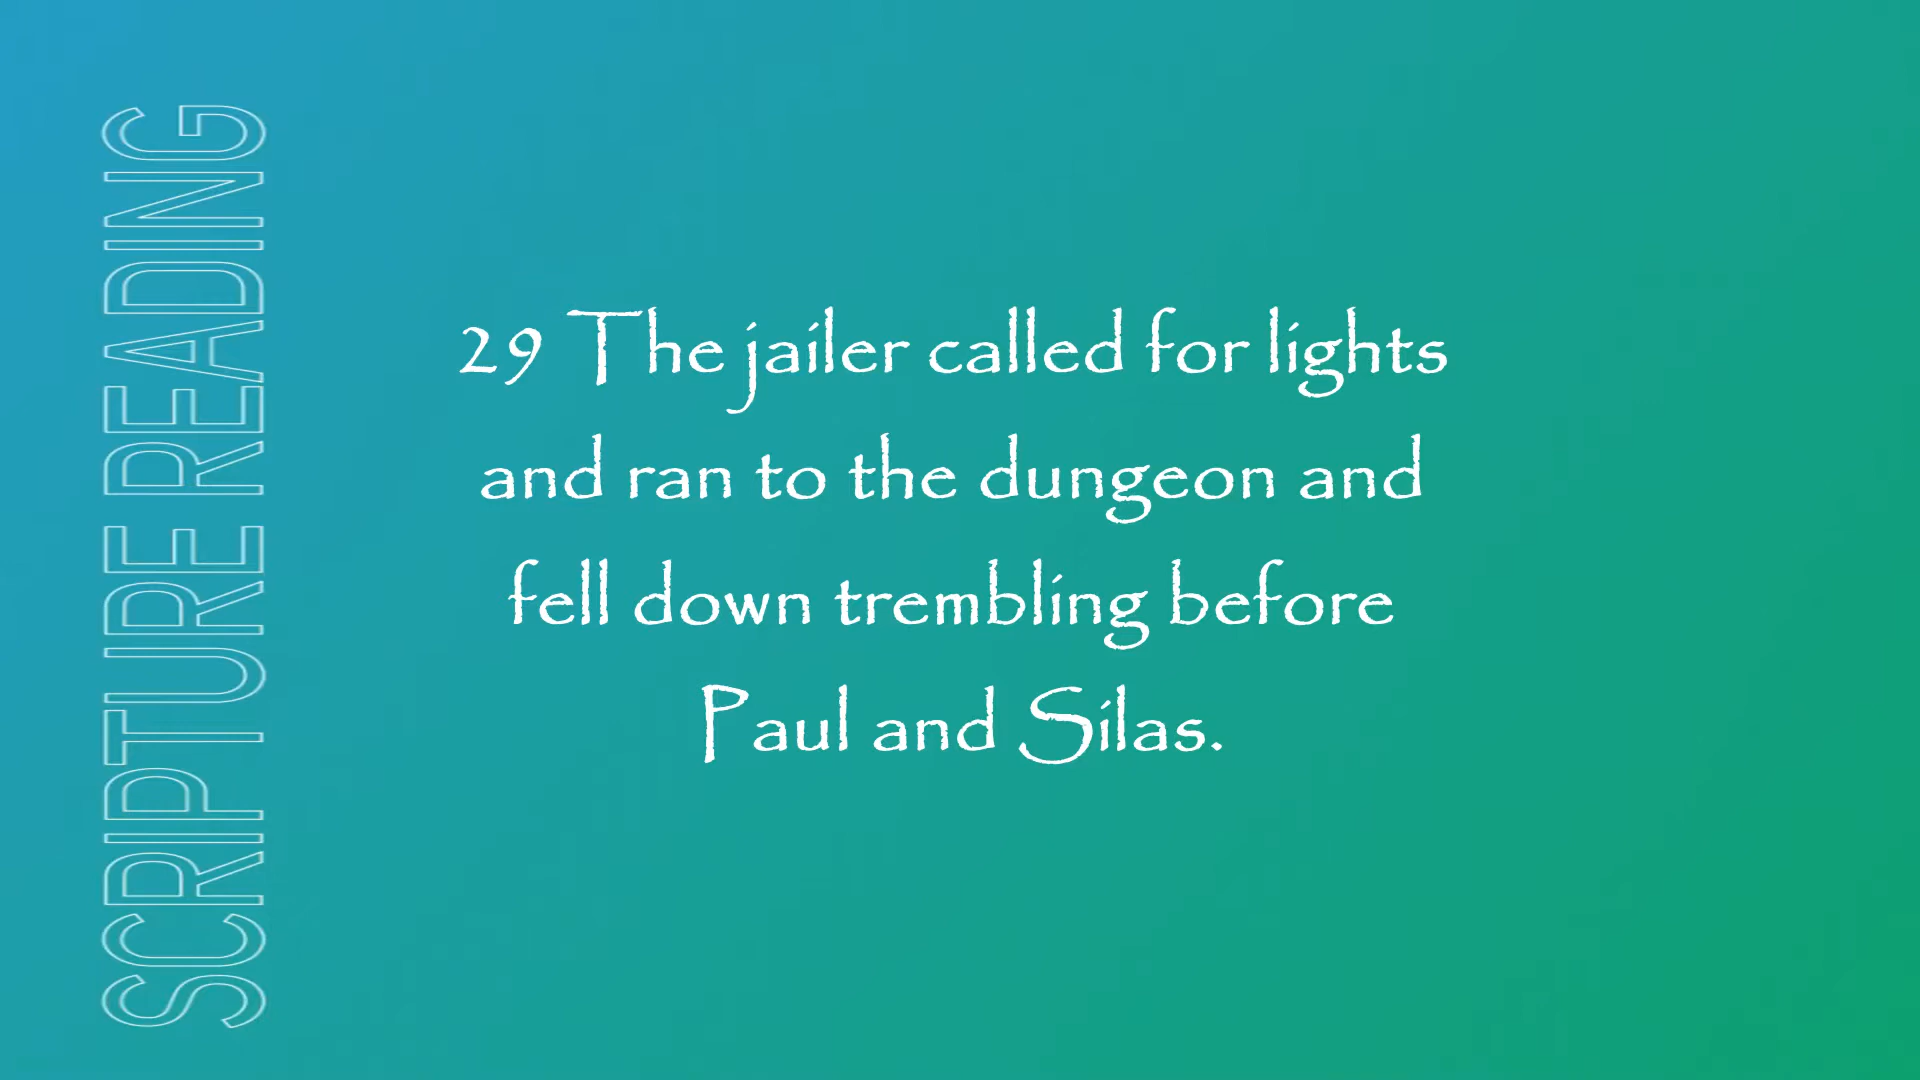 SCRIPTURE READING
29 The jailer called for lights
and ran to the dungeon and
fell down trembling before
Paul and Silas.